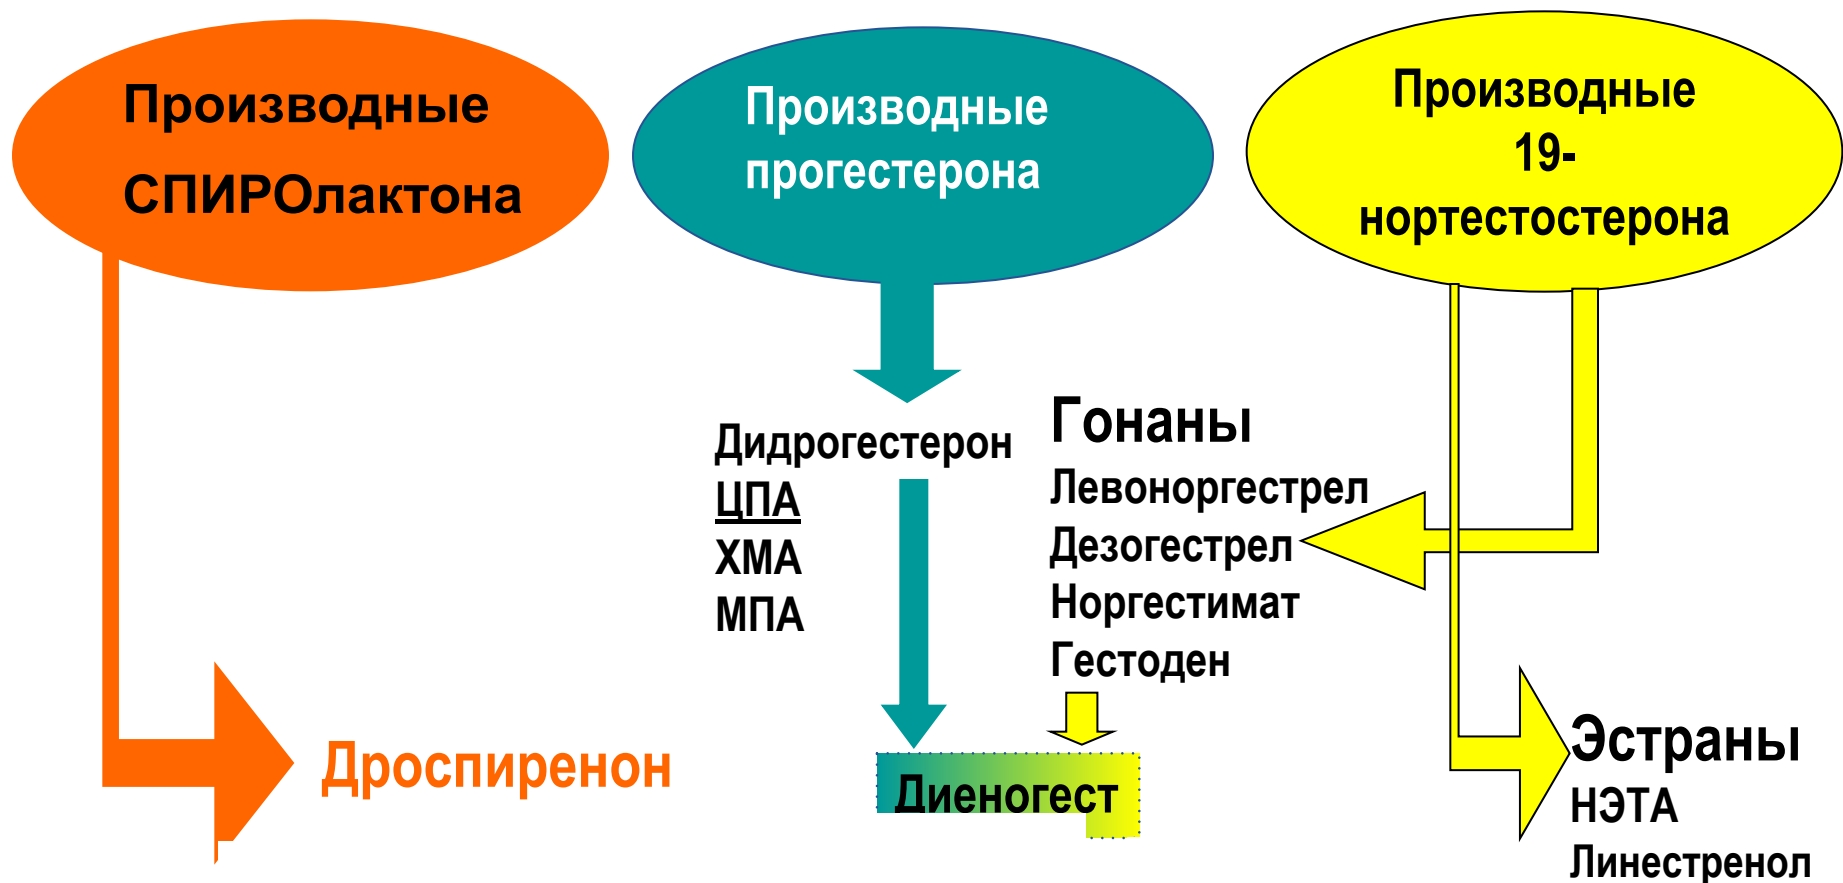 Производные
СПИРОлактона
Производные
прогестерона
Производные
19-
нортестостерона
Дидрогестерон
ЦПА
ХМА
МПА
Гонаны
Левоноргестрел
Дезогестрел
Норгестимат
Гестоден
Дроспиренон
Диеногест
Эстраны
НЭТА
Линестренол